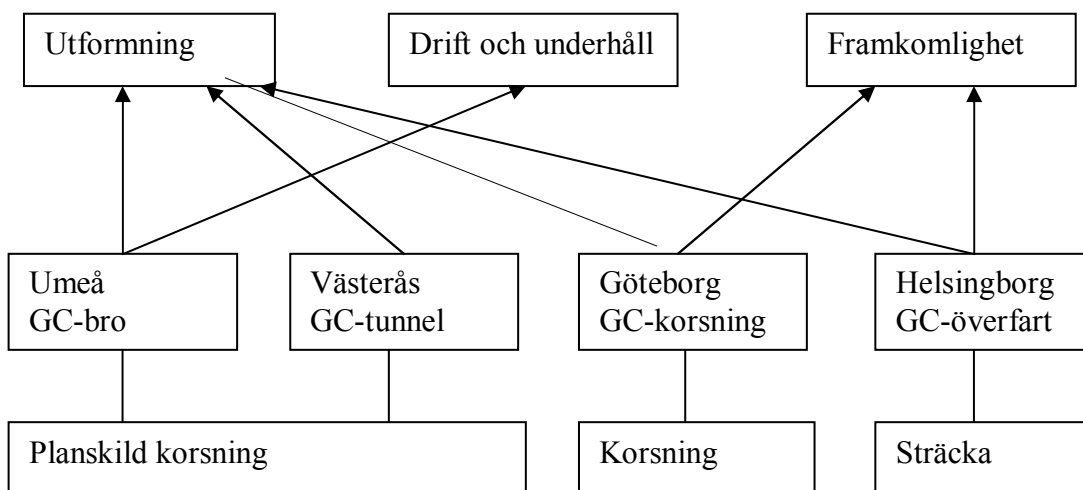 Utformning
Drift och underhåll
Framkomlighet
Umeå
GC-bro
Västerås
GC-tunnel
Göteborg
GC-korsning
Helsingborg
GC-överfart
Planskild korsning
Korsning
Sträcka